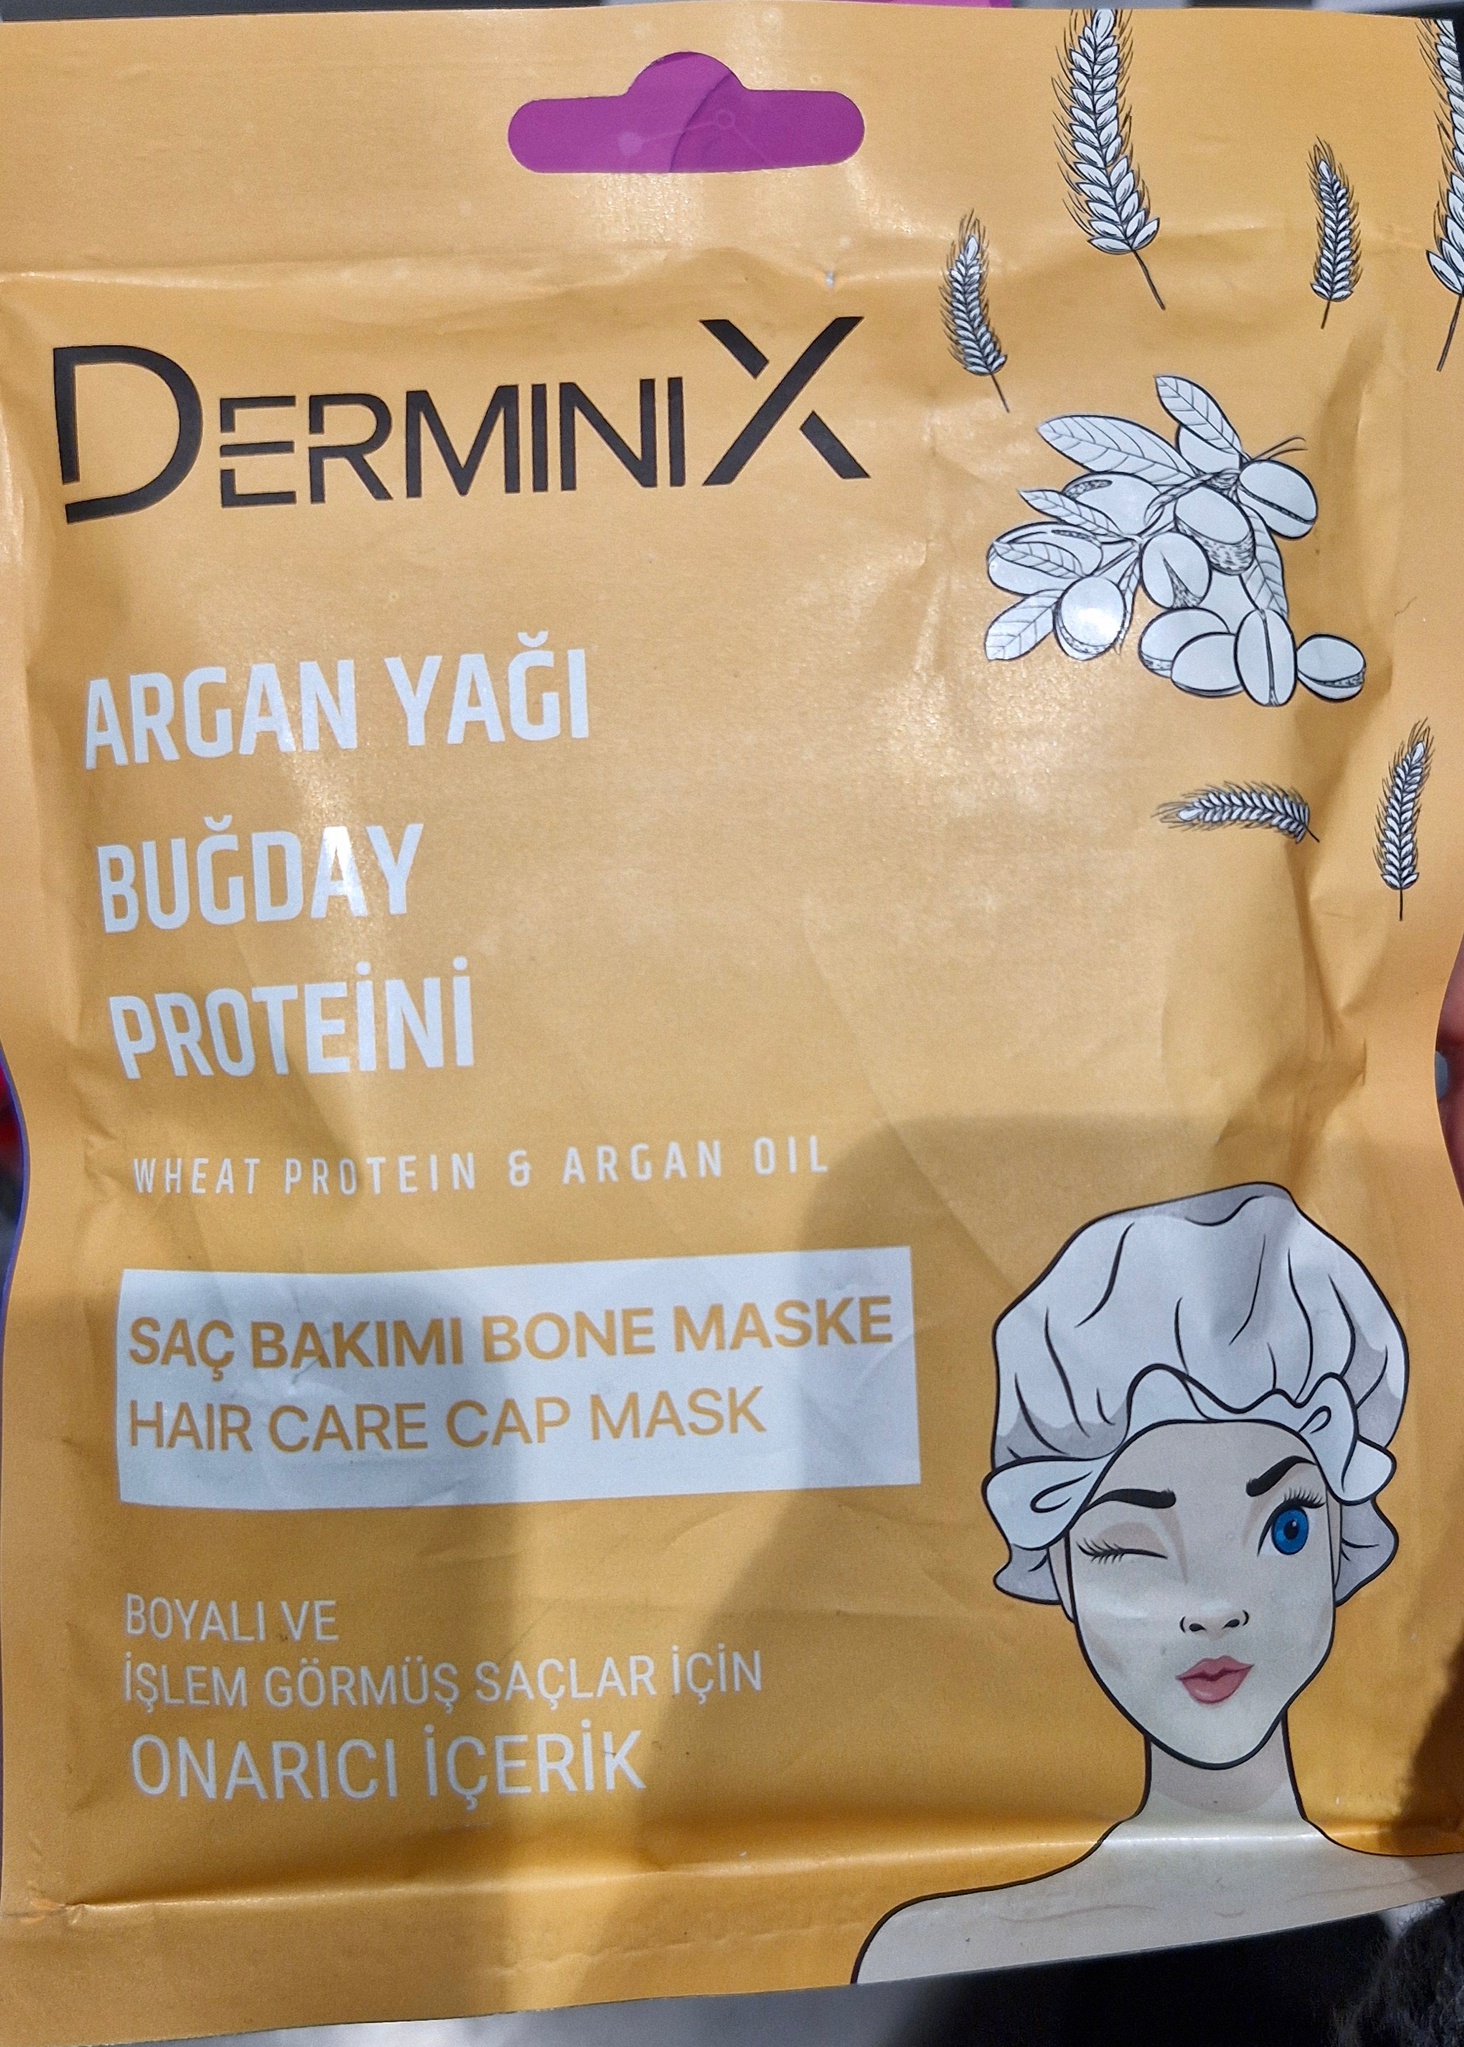 DERMINIX
ARGAN YAĞI
BUĞDAY
PROTEİNİ
WHEAT PROTEIN & ARGAN OIL
SAÇ BAKIMI BONE MASKE
HAIR CARE CAP MASK
BOYALI VE
İŞLEM GÖRMÜŞ SAÇLAR İÇİN
ONARICI İÇERİK